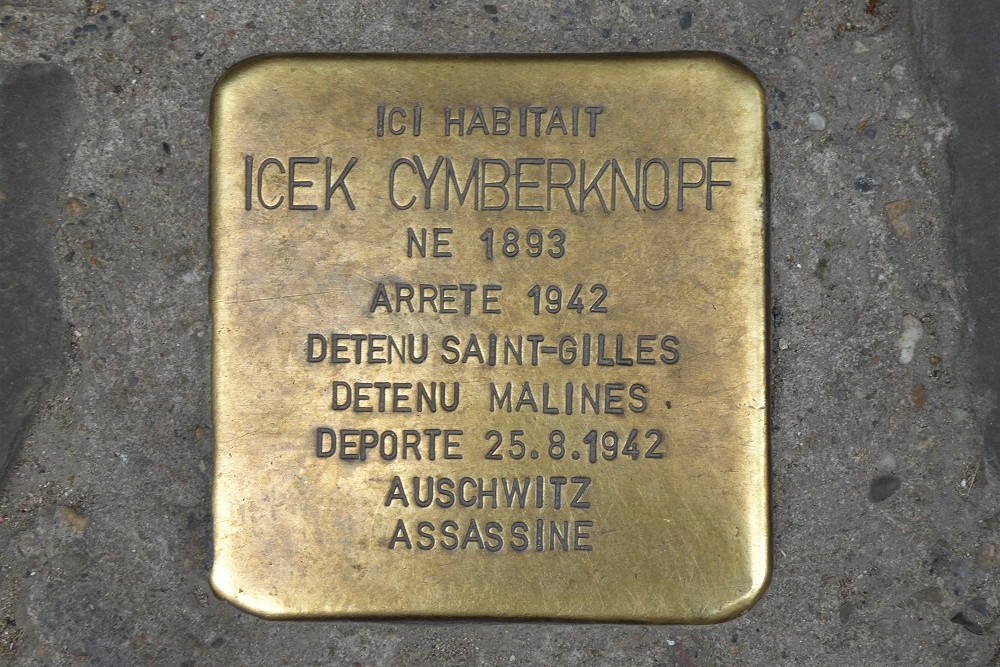 ICI HABITAIT
ICEK CYMBERKNOPF
NE 1893
ARRETE 1942
DETENU SAINT-GILLES
DETENU MALINES
DEPORTE 25.8.1942
AUSCHWITZ
ASSASSINE